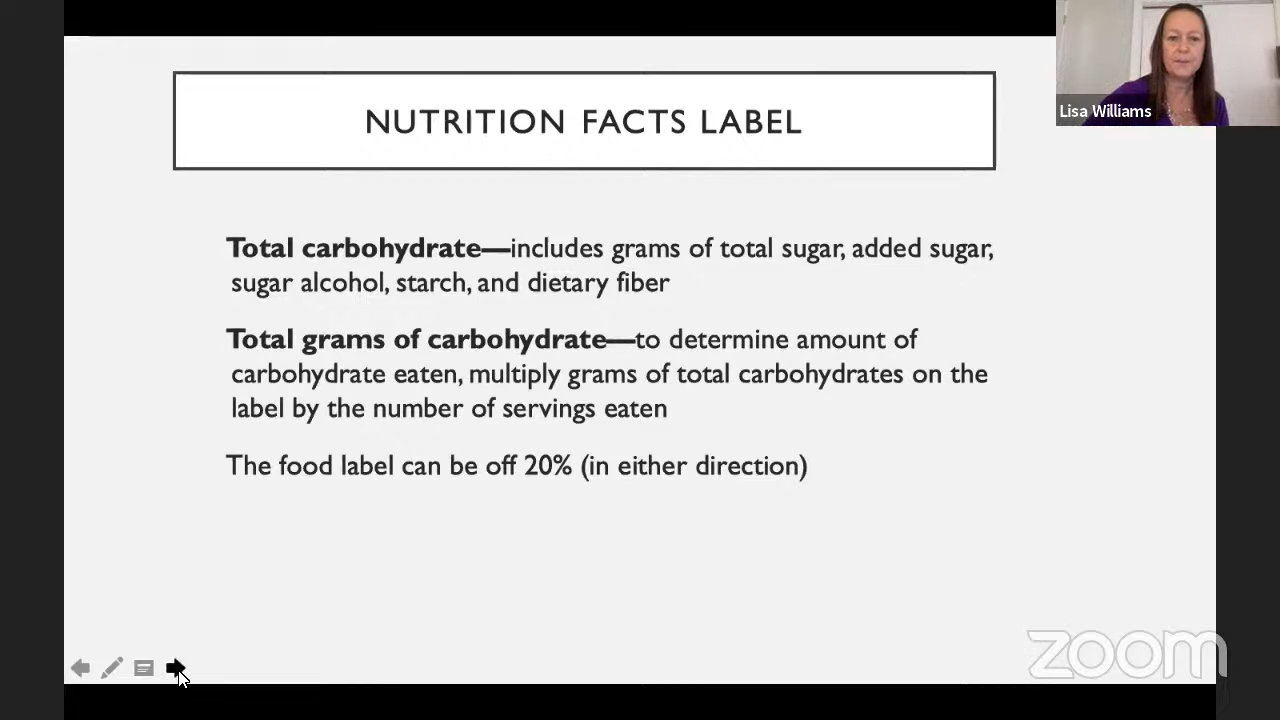 Lisa Williams
NUTRITION FACTS LABEL
Total carbohydrate—includes grams of total sugar, added sugar,
sugar alcohol, starch, and dietary fiber
Total grams of carbohydrate—to determine amount of
carbohydrate eaten, multiply grams of total carbohydrates on the
label by the number of servings eaten
The food label can be off 20% (in either direction)
zoom